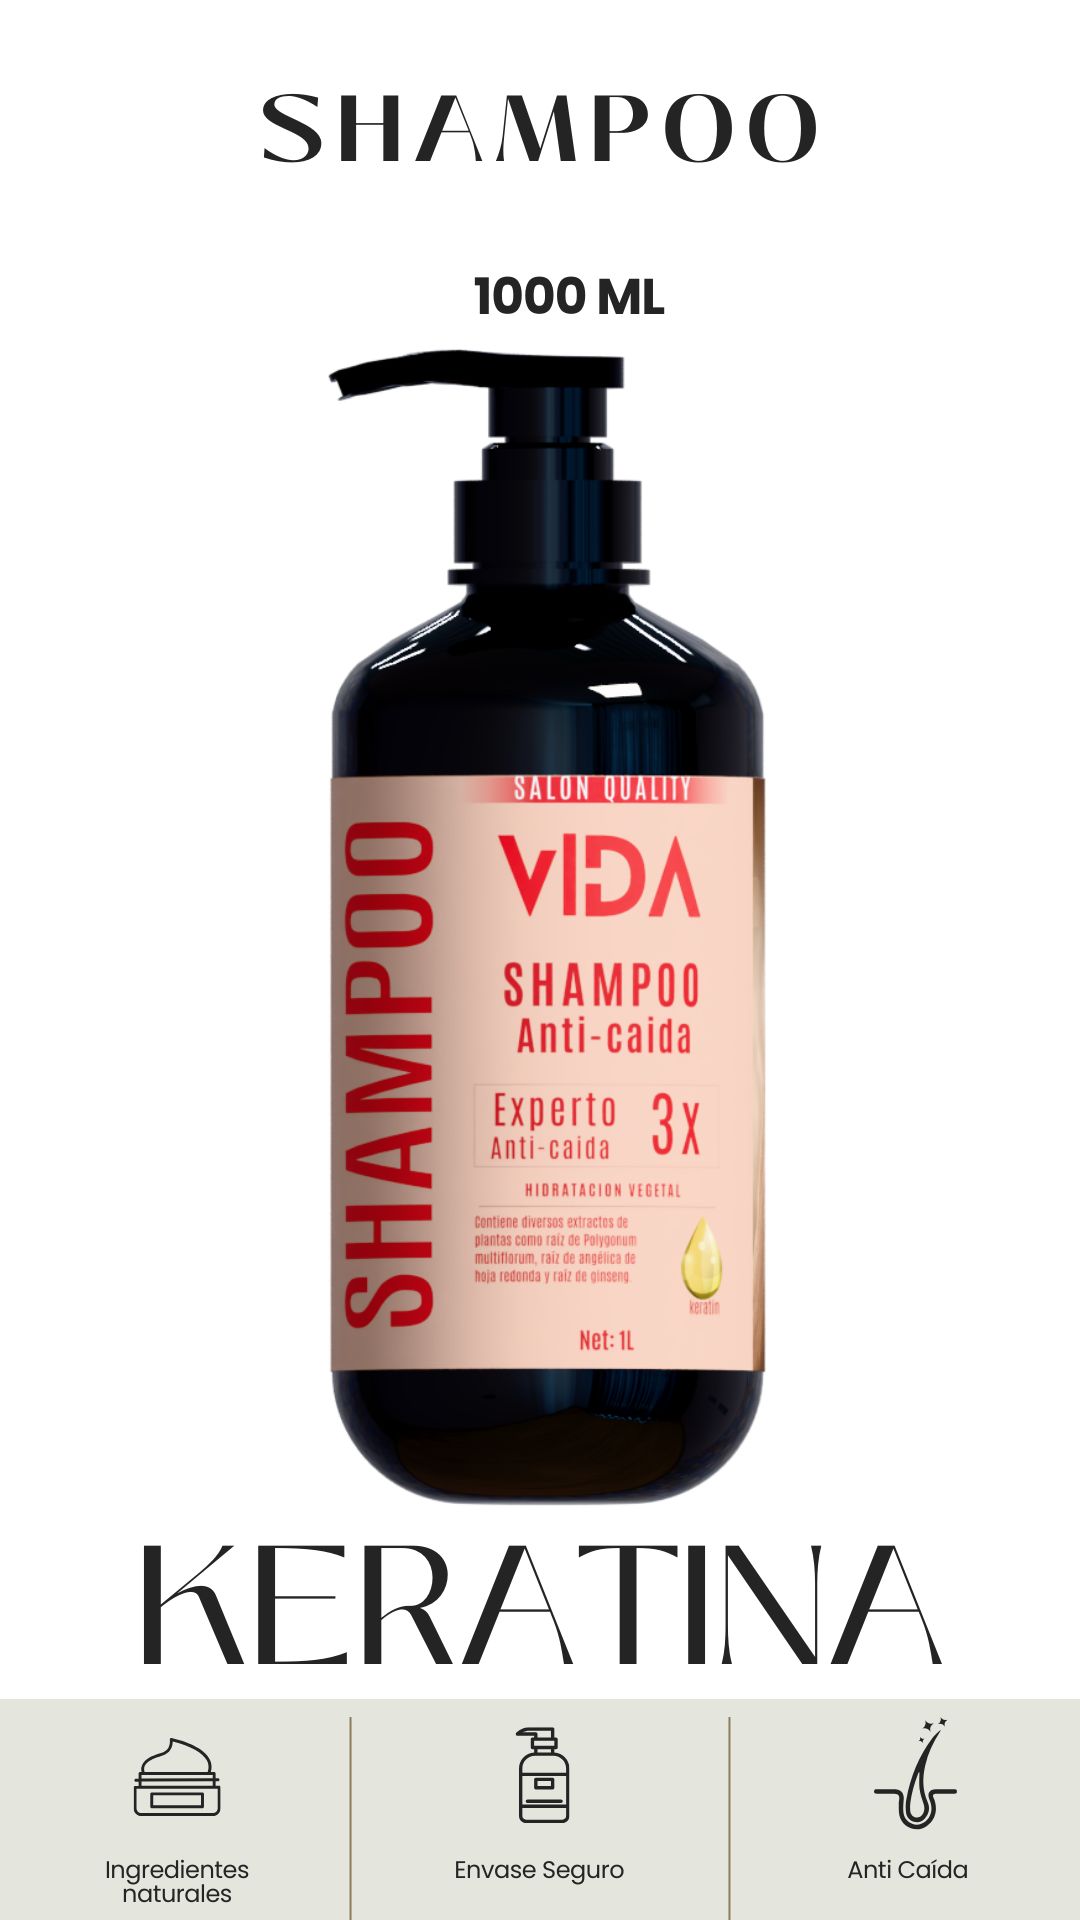 SHAMPOO
1000 ML
SALON QUALITY
SHAMPOO
VIDA
SHAMPOO
Anti-caida
Experto 3X
Anti-caida
HIDRATACION VEGETAL
Contiene diversos extractos de
plantas como raíz de Polygonum
multiflorum, raíz de angélica de
hoja redonda y raíz de ginseng.
keratin
Net: 1L
KERATINA
Ingredientes
naturales
Envase Seguro
Anti Caída